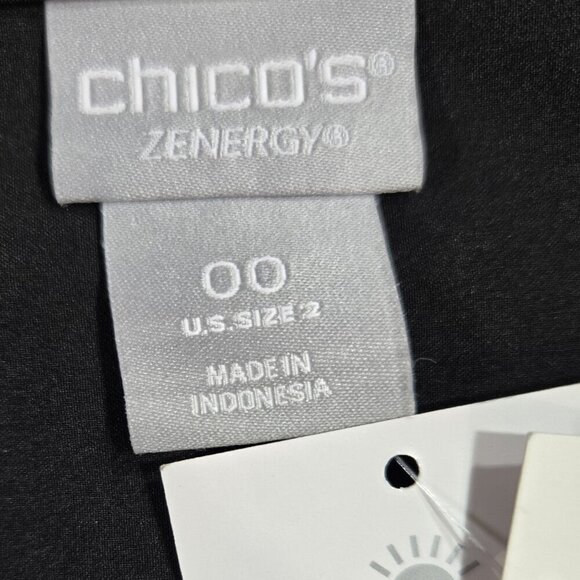 chico's®
ZENERGY®
00
U.S. SIZE 2
MADE IN
INDONESIA